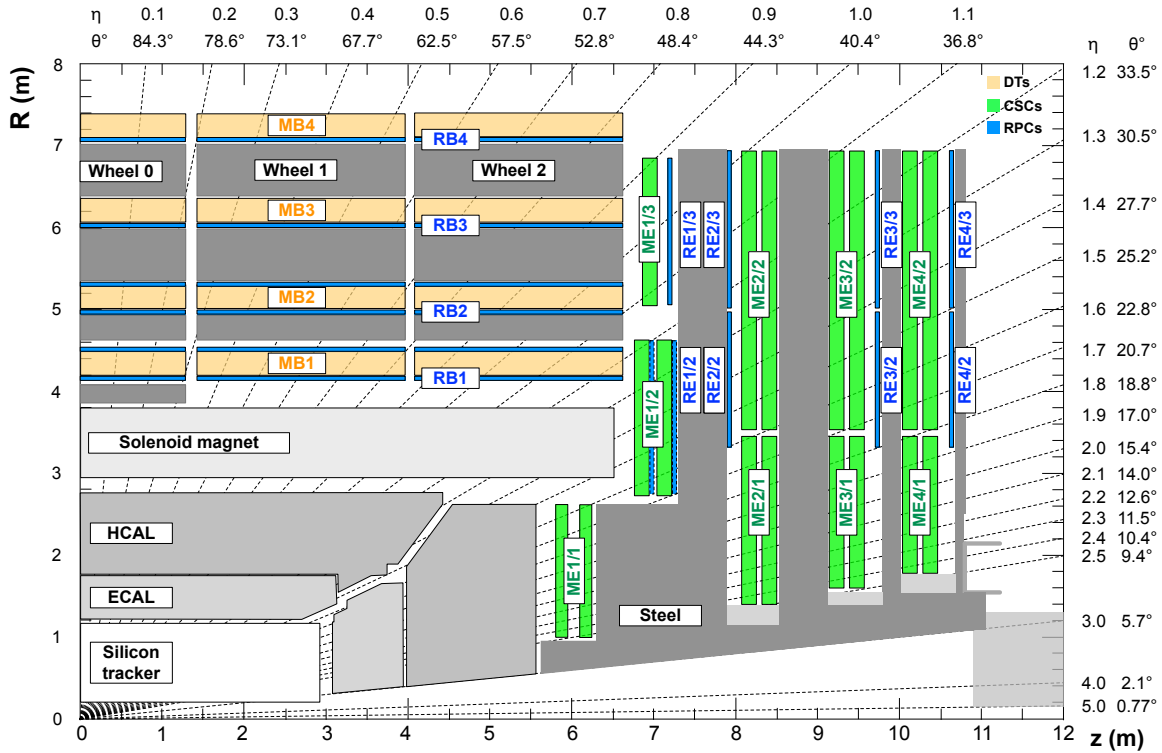 η 0.1 0.2 0.3 0.4 0.5 0.6 0.7 0.8 0.9 1.0 1.1
θ° 84.3° 78.6° 73.1° 67.7° 62.5° 57.5° 52.8° 48.4° 44.3° 40.4° 36.8° η θ°
R (m)
8
7
6
5
4
3
2
1
0
1.2 33.5°
1.3 30.5°
1.4 27.7°
1.5 25.2°
1.6 22.8°
1.7 20.7°
1.8 18.8°
1.9 17.0°
2.0 15.4°
2.1 14.0°
2.2 12.6°
2.3 11.5°
2.4 10.4°
2.5 9.4°
3.0 5.7°
4.0 2.1°
5.0 0.77°
DTs
CSCs
RPCs
MB4
RB4
Wheel 0
Wheel 1
Wheel 2
MB3
RB3
MB2
RB2
MB1
RB1
Solenoid magnet
HCAL
ECAL
Silicon
tracker
Steel
ME1/3
RE1/3
RE2/3
ME2/2
ME3/2
RE3/3
ME4/2
RE4/3
ME1/2
RE1/2
RE2/2
RE3/2
RE4/2
ME1/1
ME2/1
ME3/1
ME4/1
0 1 2 3 4 5 6 7 8 9 10 11 12
z (m)